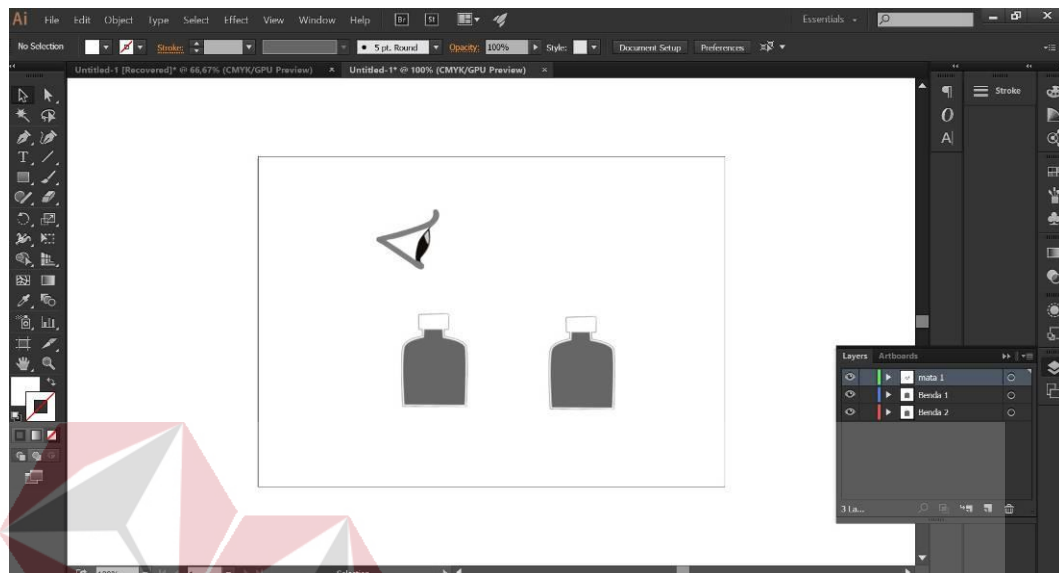 Ai File Edit Object Type Select Effect View Window Help Br St Essentials
No Selection Stroke: 5 pt. Round Opacity: 100% Style: Document Setup Preferences
Untitled-1 [Recovered]* @ 66,67% (CMYK/GPU Preview) × Untitled-1* @ 100% (CMYK/GPU Preview) ×
Stroke
Layers Artboards
mata 1
Benda 1
Benda 2
3 La...